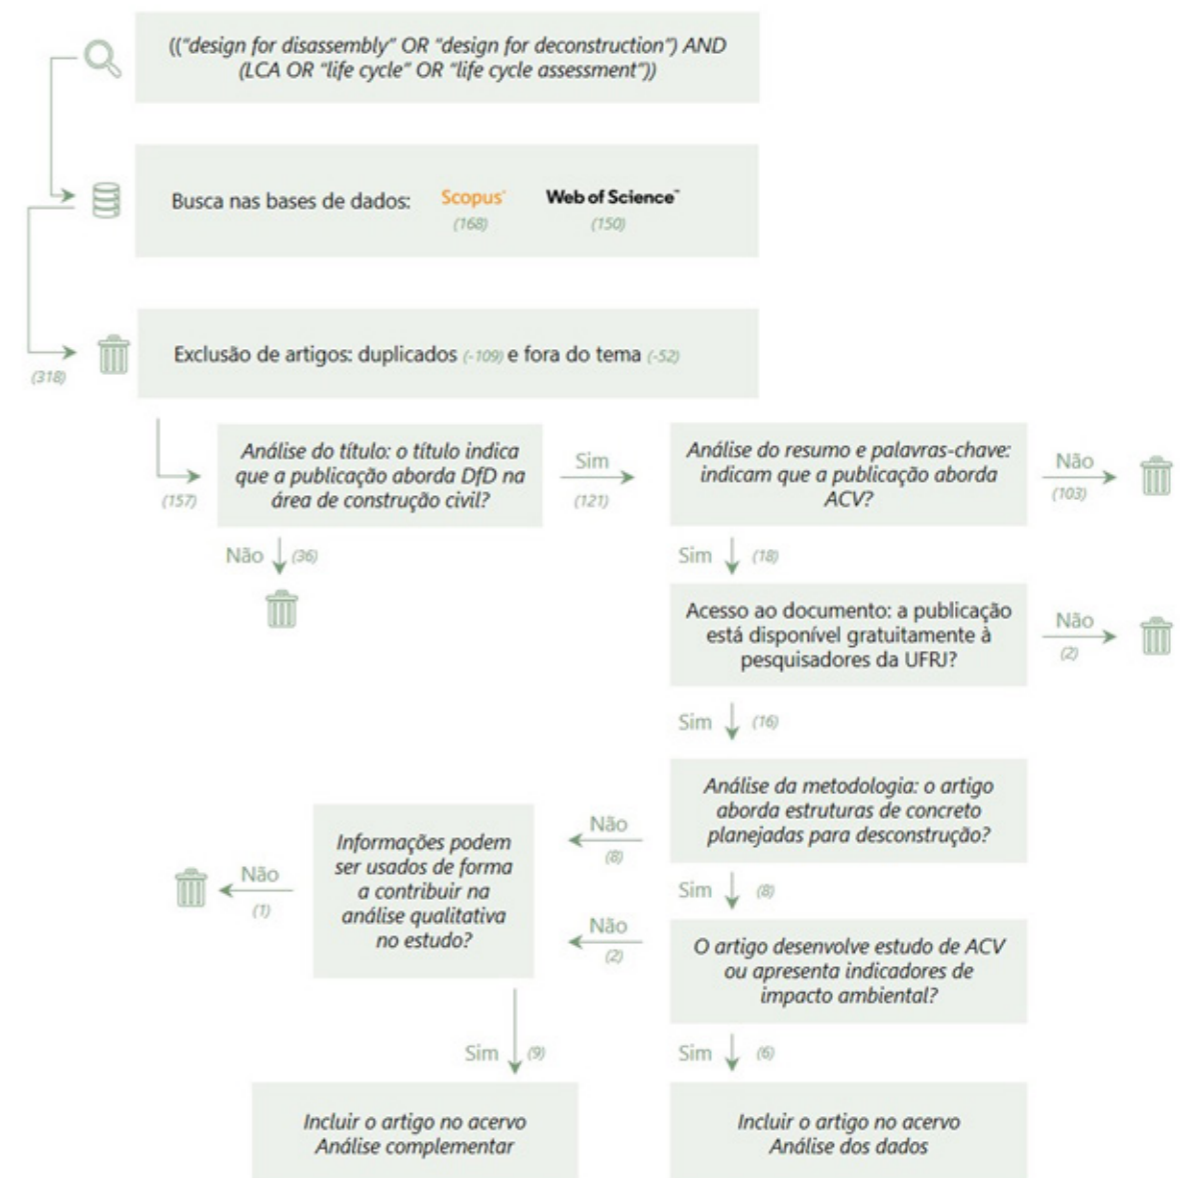 ((“design for disassembly” OR “design for deconstruction”) AND
(LCA OR “life cycle” OR “life cycle assessment”))
Busca nas bases de dados: Scopus® Web of Science™
(168) (150)
Exclusão de artigos: duplicados (-109) e fora do tema (-52)
(318)
Análise do título: o título indica
que a publicação aborda DfD na
área de construção civil?
(157)
Sim
(121)
Análise do resumo e palavras-chave:
indicam que a publicação aborda
ACV?
Não
(103)
Não (36)
Sim (18)
Acesso ao documento: a publicação
está disponível gratuitamente à
pesquisadores da UFRJ?
Não
(2)
Sim (16)
Análise da metodologia: o artigo
aborda estruturas de concreto
planejadas para desconstrução?
Não
(8)
Informações podem
ser usados de forma
a contribuir na
análise qualitativa
no estudo?
Não
(1)
Sim (8)
Não
(2)
O artigo desenvolve estudo de ACV
ou apresenta indicadores de
impacto ambiental?
Sim (9)
Sim (6)
Incluir o artigo no acervo
Análise complementar
Incluir o artigo no acervo
Análise dos dados